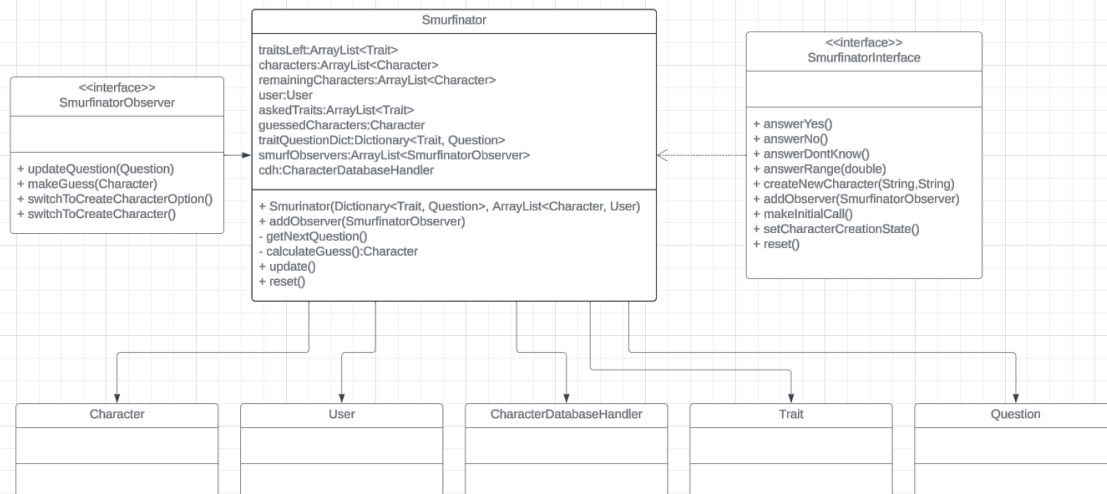 <<interface>>
SmurfinatorObserver
+ updateQuestion(Question)
+ makeGuess(Character)
+ switchToCreateCharacterOption()
+ switchToCreateCharacter()
Smurfinator
traitsLeft:ArrayList<Trait>
characters:ArrayList<Character>
remainingCharacters:ArrayList<Character>
user:User
askedTraits:ArrayList<Trait>
guessedCharacters:Character
traitQuestionDict:Dictionary<Trait, Question>
smurfObservers:ArrayList<SmurfinatorObserver>
cdh:CharacterDatabaseHandler
+ Smurinator(Dictionary<Trait, Question>, ArrayList<Character, User)
+ addObserver(SmurfinatorObserver)
- getNextQuestion()
- calculateGuess():Character
+ update()
+ reset()
<<interface>>
SmurfinatorInterface
+ answerYes()
+ answerNo()
+ answerDontKnow()
+ answerRange(double)
+ createNewCharacter(String,String)
+ addObserver(SmurfinatorObserver)
+ makeInitialCall()
+ setCharacterCreationState()
+ reset()
Character
User
CharacterDatabaseHandler
Trait
Question